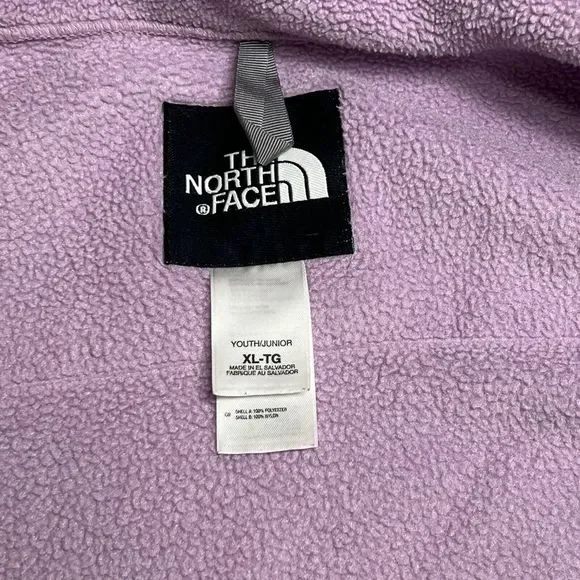 THE
NORTH
® FACE
YOUTH/JUNIOR
XL-TG
MADE IN EL SALVADOR
FABRIQUÉ AU SALVADOR
GB SHELL A: 100% POLYESTER
SHELL B: 100% NYLON